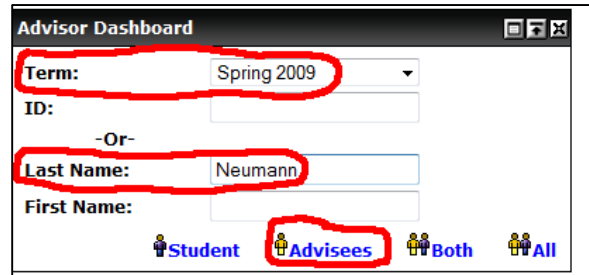 Advisor Dashboard
Term: Spring 2009
ID:
-Or-
Last Name: Neumann
First Name:
Student Advisees Both All